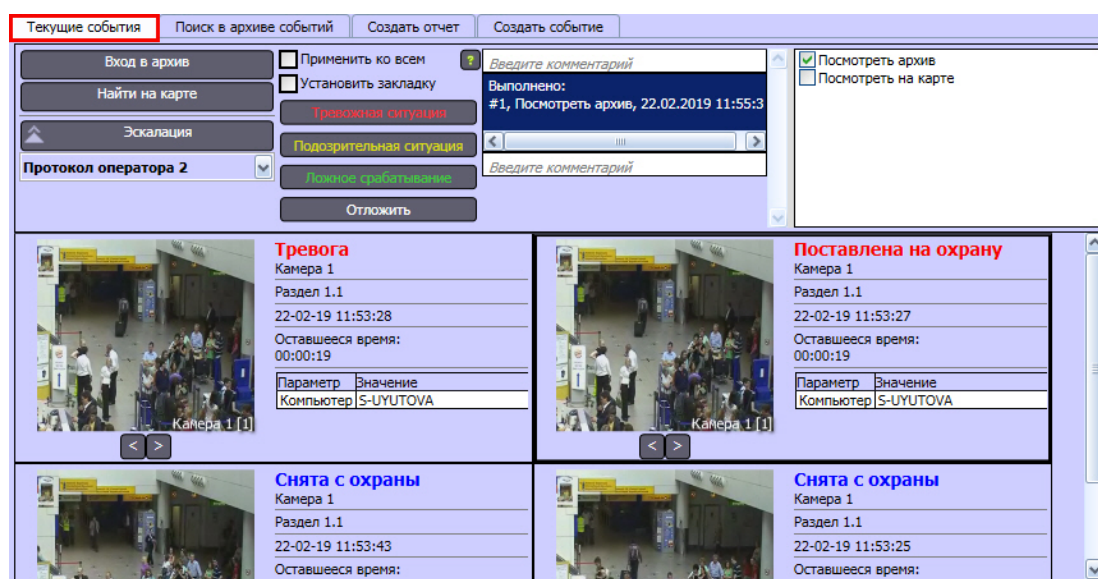 Текущие события
Поиск в архиве событий
Создать отчет
Создать событие
Вход в архив
Найти на карте
Эскалация
Протокол оператора 2
Применить ко всем
?
Установить закладку
Тревожная ситуация
Подозрительная ситуация
Ложное срабатывание
Отложить
Введите комментарий
Выполнено:
#1, Посмотреть архив, 22.02.2019 11:55:3
Введите комментарий
Посмотреть архив
Посмотреть на карте
Тревога
Камера 1
Раздел 1.1
22-02-19 11:53:28
Оставшееся время:
00:00:19
Параметр Значение
Компьютер S-UYUTOVA
Камера 1 [1]
< >
Поставлена на охрану
Камера 1
Раздел 1.1
22-02-19 11:53:27
Оставшееся время:
00:00:19
Параметр Значение
Компьютер S-UYUTOVA
Камера 1 [1]
< >
Снята с охраны
Камера 1
Раздел 1.1
22-02-19 11:53:43
Оставшееся время:
Снята с охраны
Камера 1
Раздел 1.1
22-02-19 11:53:25
Оставшееся время: